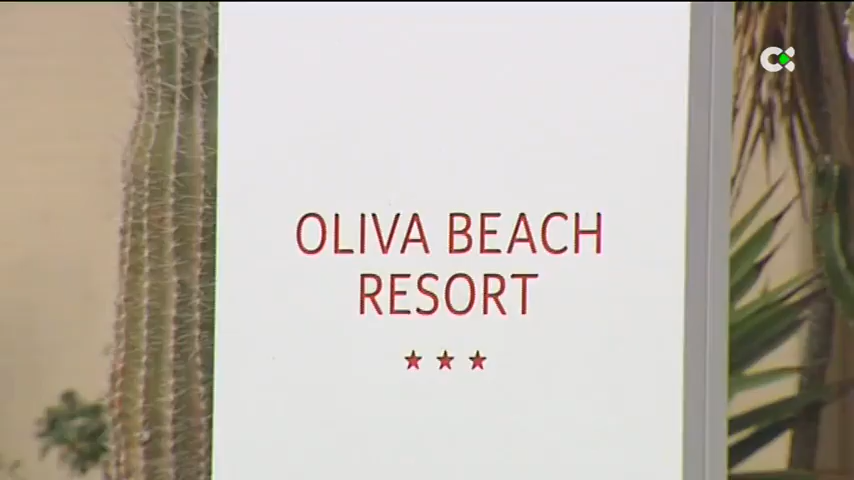 OLIVA BEACH
RESORT
★ ★ ★